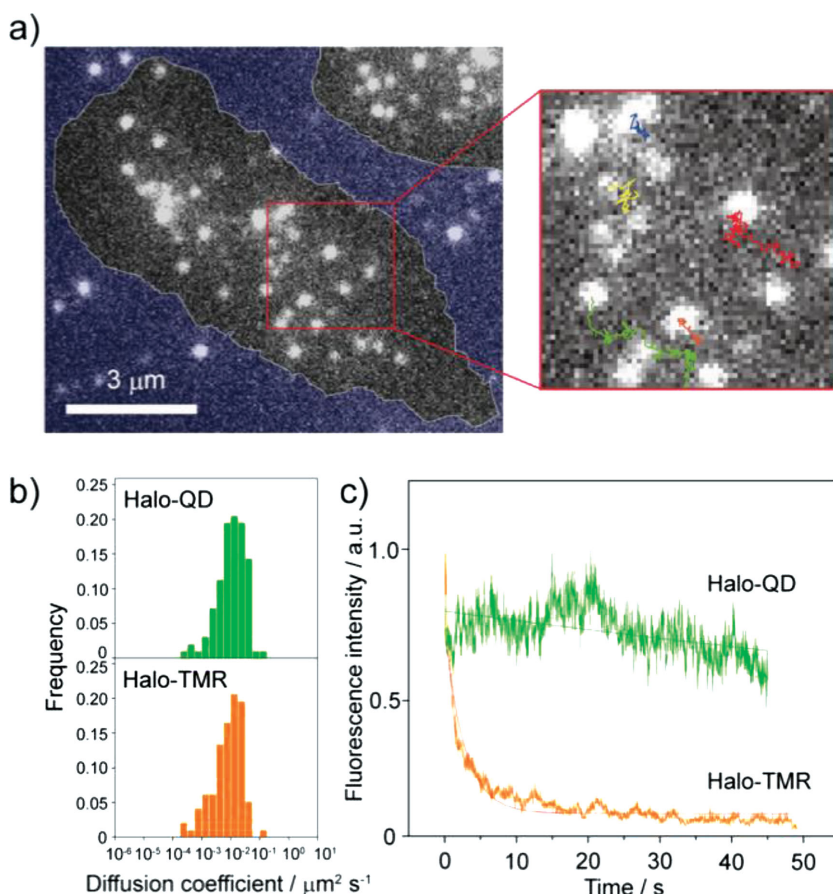 a)
3 μm
b)
Halo-QD
0.25
0.20
0.15
0.10
0.05
0
Halo-TMR
0.25
0.20
0.15
0.10
0.05
0
Frequency
10⁻⁶ 10⁻⁵ 10⁻⁴ 10⁻³ 10⁻² 10⁻¹ 10⁰ 10¹
Diffusion coefficient / μm² s⁻¹
c)
Fluorescence intensity / a.u.
1.0
0.5
0
Halo-QD
Halo-TMR
0 10 20 30 40 50
Time / s